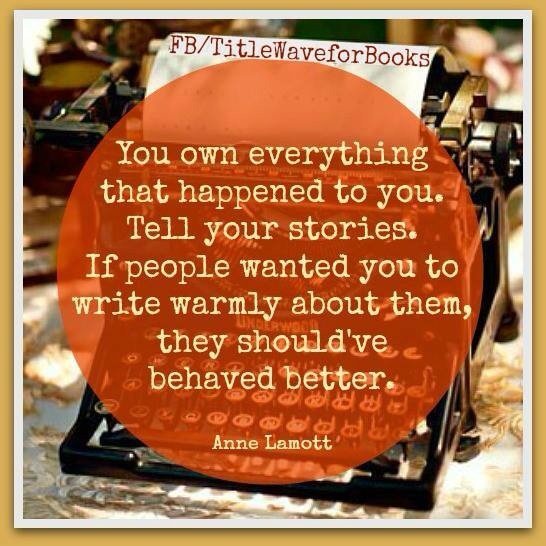 FB/TitleWaveforBooks
You own everything
that happened to you.
Tell your stories.
If people wanted you to
write warmly about them,
they should've
behaved better.
UNDERWOOD
Anne Lamott